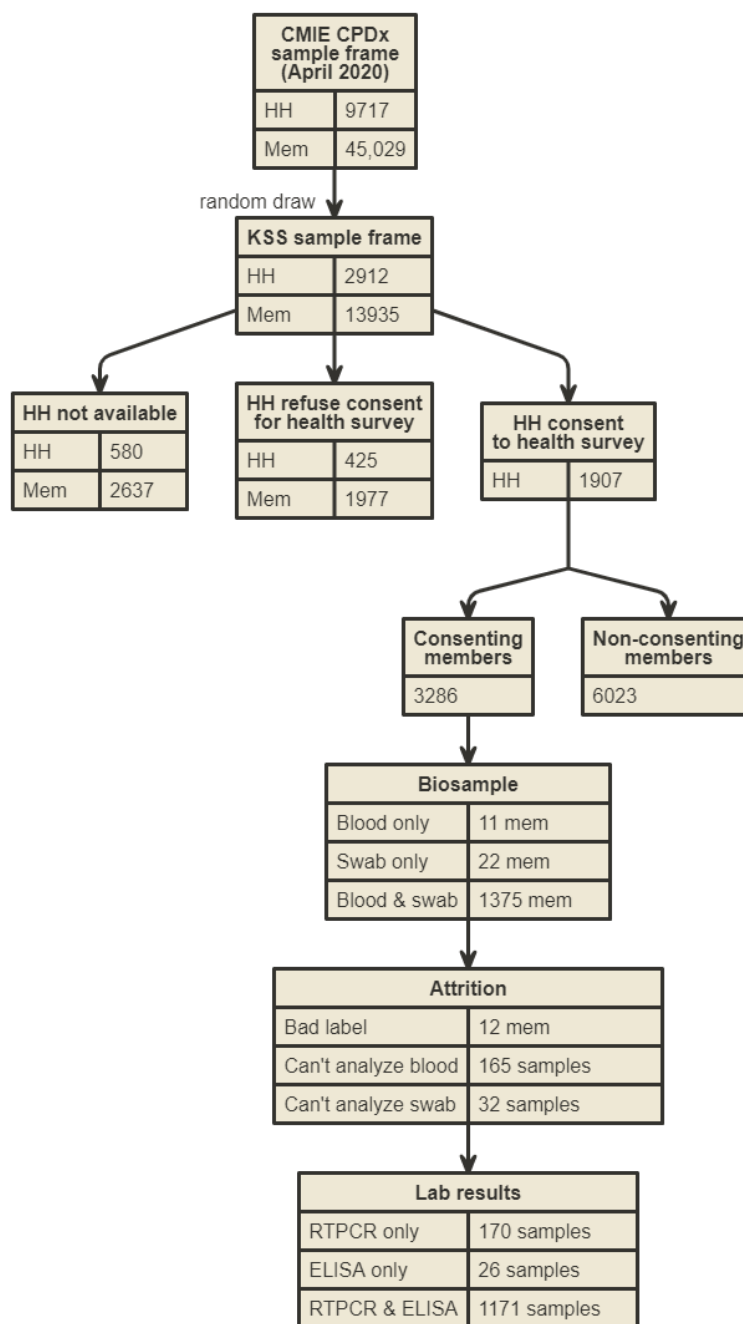 CMIE CPDx
sample frame
(April 2020)
HH 9717
Mem 45,029
random draw
KSS sample frame
HH 2912
Mem 13935
HH not available
HH 580
Mem 2637
HH refuse consent
for health survey
HH 425
Mem 1977
HH consent
to health survey
HH 1907
Consenting
members
3286
Non-consenting
members
6023
Biosample
Blood only 11 mem
Swab only 22 mem
Blood & swab 1375 mem
Attrition
Bad label 12 mem
Can't analyze blood 165 samples
Can't analyze swab 32 samples
Lab results
RTPCR only 170 samples
ELISA only 26 samples
RTPCR & ELISA 1171 samples